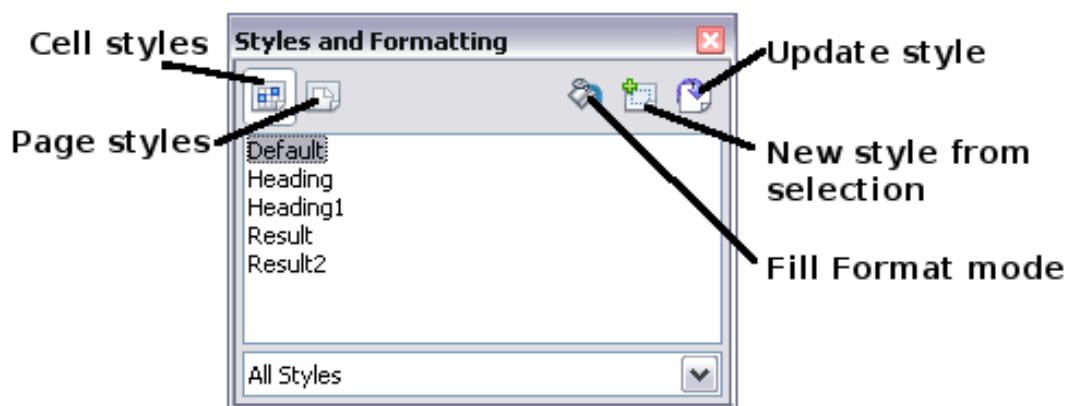 Cell styles
Styles and Formatting
Update style
Page styles
Default
Heading
Heading1
Result
Result2
New style from
selection
Fill Format mode
All Styles